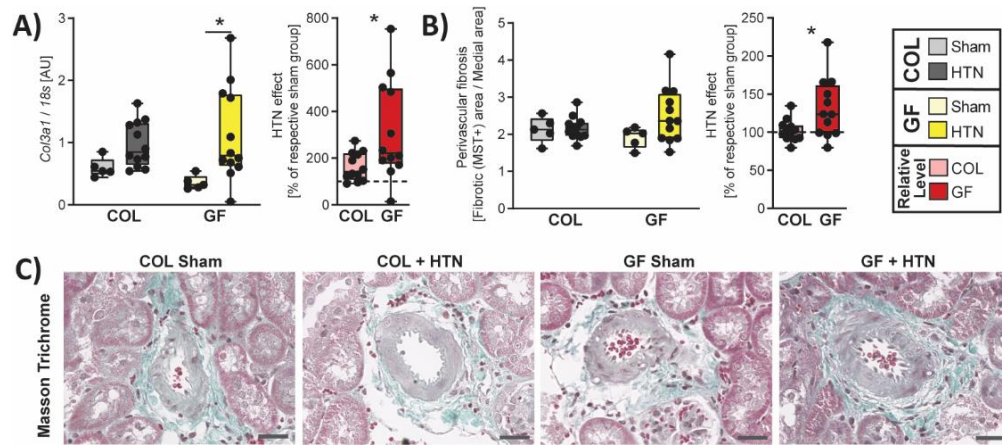 A)
Col3a1 / 18s [AU]
3
2
1
0
*
COL
GF
HTN effect
[% of respective sham group]
800
600
400
200
100
0
*
COL GF
B)
Perivascular fibrosis
[Fibrotic (MST+) area / Medial area]
5
4
3
2
1
0
COL
GF
HTN effect
[% of respective sham group]
250
200
150
100
50
0
*
COL GF
COL
Sham
HTN
GF
Sham
HTN
Relative
Level
COL
GF
C)
Masson Trichrome
COL Sham
COL + HTN
GF Sham
GF + HTN